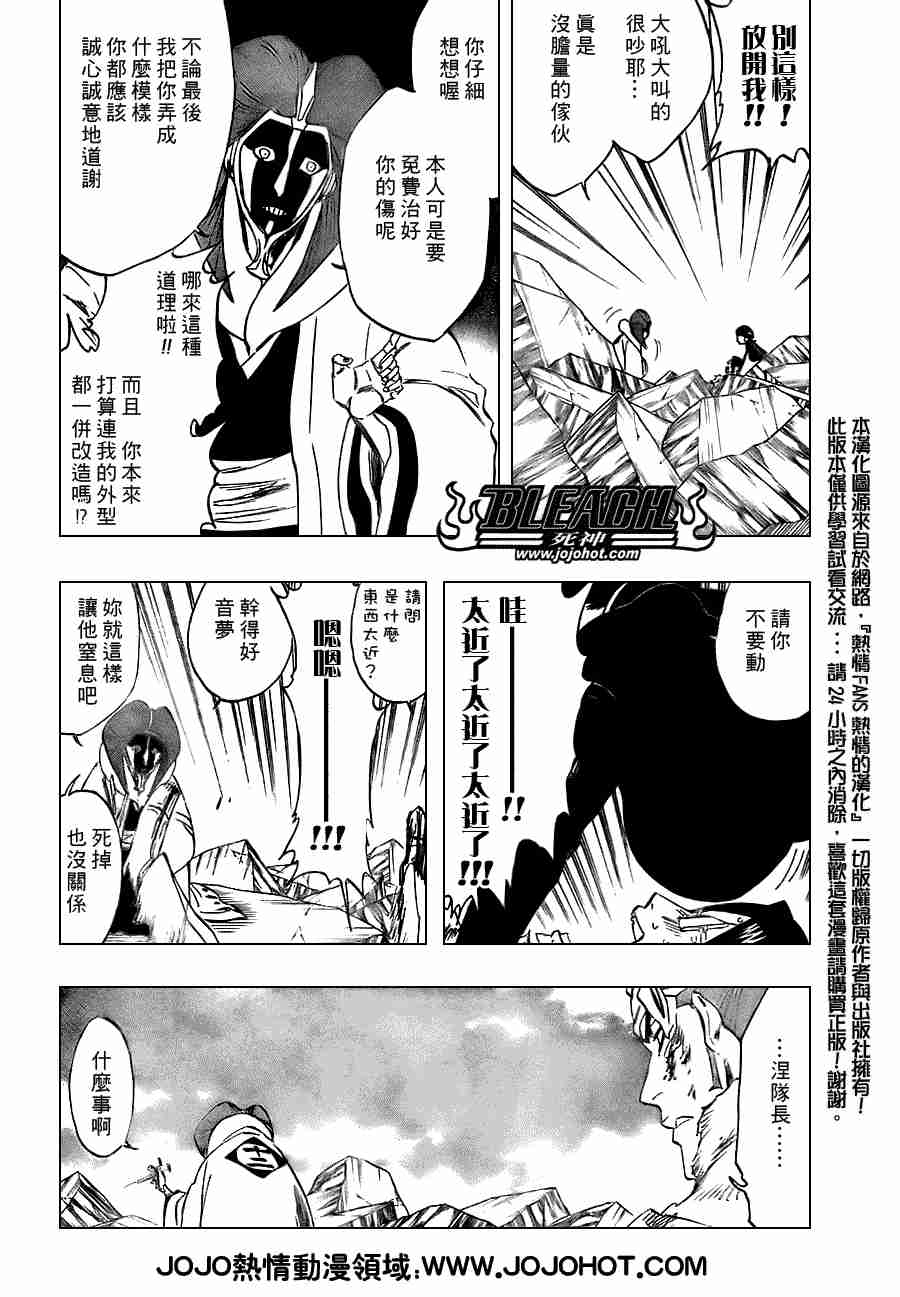 別這樣！
放開我！！
大吼大叫的
很吵耶…
真是
沒膽量的傢伙
你仔細
想想喔
本人可是要
免費治好
你的傷呢
不論最後
我把你弄成
什麼模樣
你都應該
誠心誠意地道謝
哪來這種
道理啦！！
而且 你本來
打算連我的外型
都一併改造嗎！？
BLEACH
死神
www.jojohot.com
請你
不要動
哇——！！
太近了太近了太近了！！！
請問
是什麼
東西太近？
嗯嗯——！！！
幹得好
音夢
妳就這樣
讓他窒息吧
死掉
也沒關係
…涅隊長……
什麼事啊
十二
本漢化圖源來自於網路，『熱情FANS 熱情的漢化』一切版權歸原作者與出版社擁有！
此版本僅供學習試看交流…請24小時之內消除，喜歡這套漫畫請購買正版！謝謝。
JOJO熱情動漫領域:WWW.JOJOHOT.COM